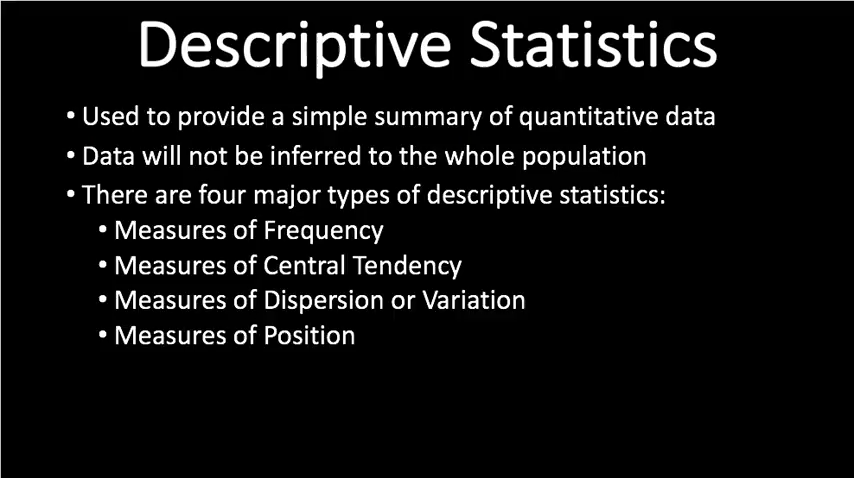 Descriptive Statistics
• Used to provide a simple summary of quantitative data
• Data will not be inferred to the whole population
• There are four major types of descriptive statistics:
• Measures of Frequency
• Measures of Central Tendency
• Measures of Dispersion or Variation
• Measures of Position